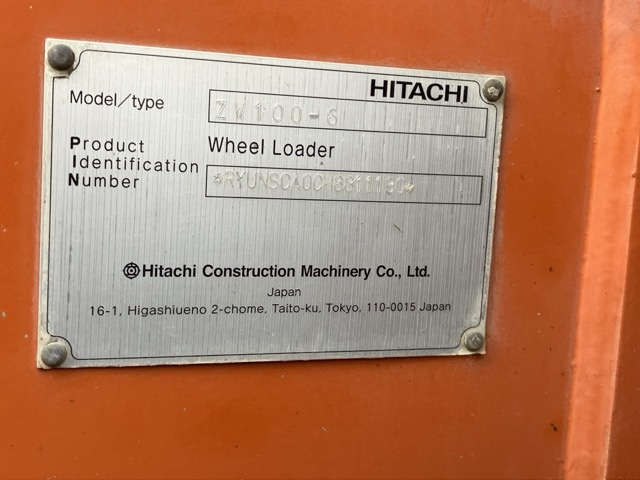 HITACHI
Model/type ZW100-6
Product Wheel Loader
Identification
Number
Hitachi Construction Machinery Co., Ltd.
Japan
16-1, Higashiueno 2-chome, Taito-ku, Tokyo, 110-0015 Japan